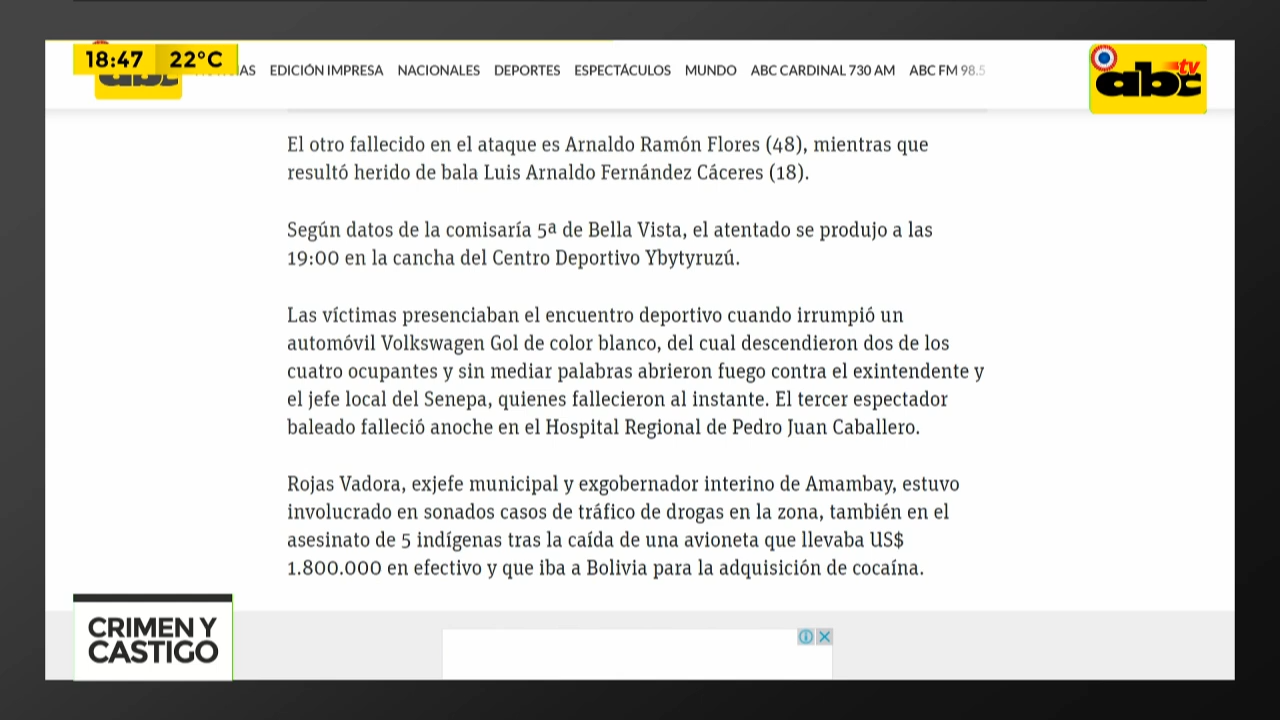 18:47 22°C
EDICIÓN IMPRESA NACIONALES DEPORTES ESPECTÁCULOS MUNDO ABC CARDINAL 730 AM ABC FM 98.5
abc tv
El otro fallecido en el ataque es Arnaldo Ramón Flores (48), mientras que
resultó herido de bala Luis Arnaldo Fernández Cáceres (18).
Según datos de la comisaría 5ª de Bella Vista, el atentado se produjo a las
19:00 en la cancha del Centro Deportivo Ybytyruzú.
Las víctimas presenciaban el encuentro deportivo cuando irrumpió un
automóvil Volkswagen Gol de color blanco, del cual descendieron dos de los
cuatro ocupantes y sin mediar palabras abrieron fuego contra el exintendente y
el jefe local del Senepa, quienes fallecieron al instante. El tercer espectador
baleado falleció anoche en el Hospital Regional de Pedro Juan Caballero.
Rojas Vadora, exjefe municipal y exgobernador interino de Amambay, estuvo
involucrado en sonados casos de tráfico de drogas en la zona, también en el
asesinato de 5 indígenas tras la caída de una avioneta que llevaba US$
1.800.000 en efectivo y que iba a Bolivia para la adquisición de cocaína.
CRIMEN Y
CASTIGO